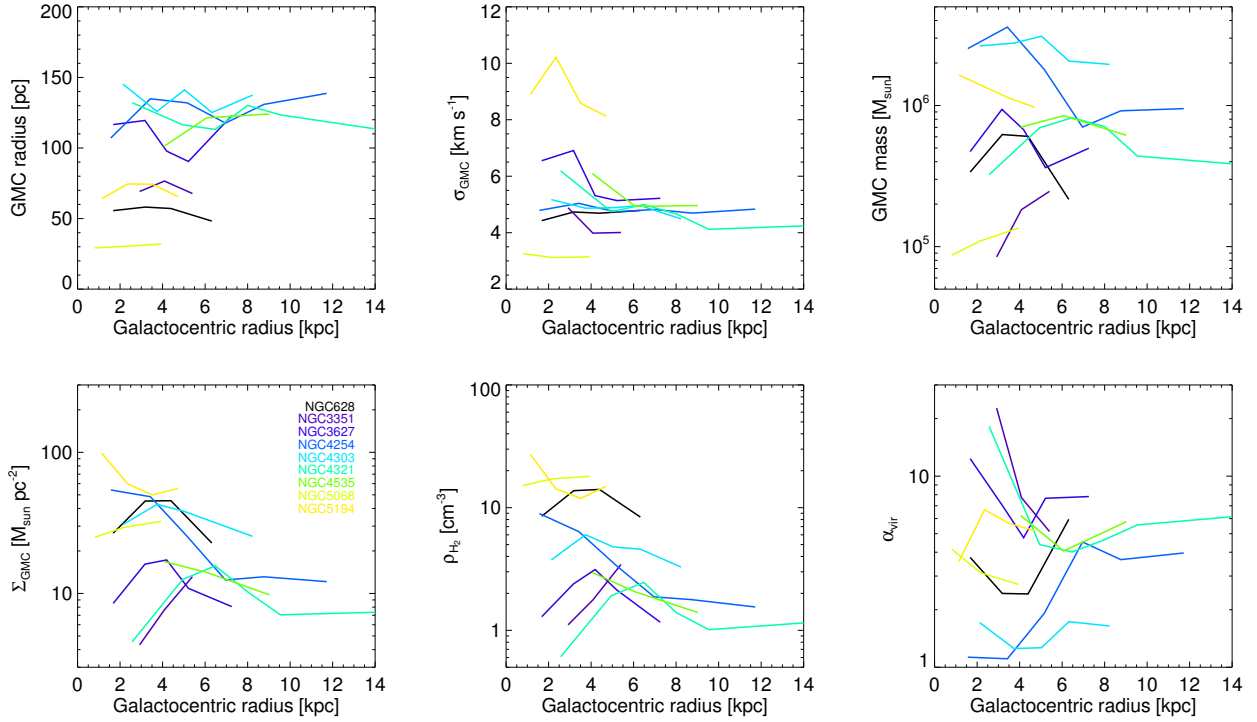 200
150
100
50
0
GMC radius [pc]
0 2 4 6 8 10 12 14
Galactocentric radius [kpc]
12
10
8
6
4
2
σGMC [km s-1]
0 2 4 6 8 10 12 14
Galactocentric radius [kpc]
10^6
10^5
GMC mass [Msun]
0 2 4 6 8 10 12 14
Galactocentric radius [kpc]
100
10
ΣGMC [Msun pc-2]
NGC628
NGC3351
NGC3627
NGC4254
NGC4303
NGC4321
NGC4535
NGC5068
NGC5194
0 2 4 6 8 10 12 14
Galactocentric radius [kpc]
100
10
1
ρH2 [cm-3]
0 2 4 6 8 10 12 14
Galactocentric radius [kpc]
10
1
αvir
0 2 4 6 8 10 12 14
Galactocentric radius [kpc]